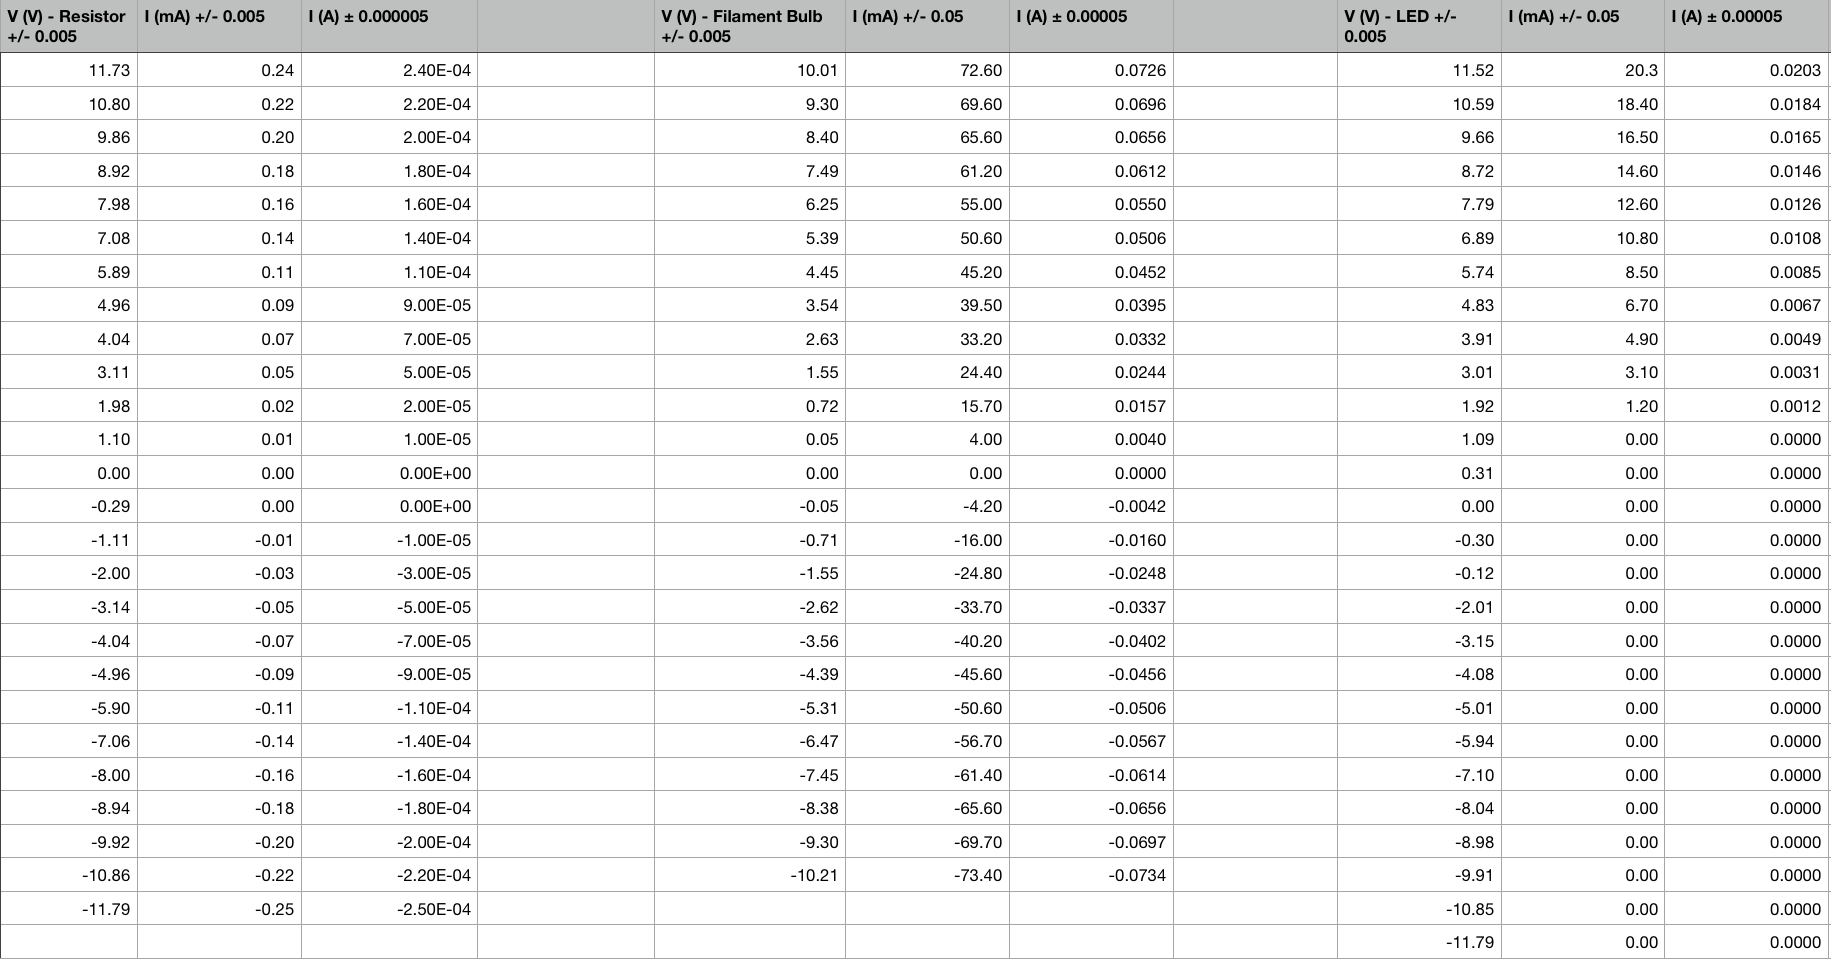 V (V) - Resistor +/- 0.005 I (mA) +/- 0.005 I (A) ± 0.000005 V (V) - Filament Bulb +/- 0.005 I (mA) +/- 0.05 I (A) ± 0.00005 V (V) - LED +/- 0.005 I (mA) +/- 0.05 I (A) ± 0.00005
11.73 0.24 2.40E-04 10.01 72.60 0.0726 11.52 20.3 0.0203
10.80 0.22 2.20E-04 9.30 69.60 0.0696 10.59 18.40 0.0184
9.86 0.20 2.00E-04 8.40 65.60 0.0656 9.66 16.50 0.0165
8.92 0.18 1.80E-04 7.49 61.20 0.0612 8.72 14.60 0.0146
7.98 0.16 1.60E-04 6.25 55.00 0.0550 7.79 12.60 0.0126
7.08 0.14 1.40E-04 5.39 50.60 0.0506 6.89 10.80 0.0108
5.89 0.11 1.10E-04 4.45 45.20 0.0452 5.74 8.50 0.0085
4.96 0.09 9.00E-05 3.54 39.50 0.0395 4.83 6.70 0.0067
4.04 0.07 7.00E-05 2.63 33.20 0.0332 3.91 4.90 0.0049
3.11 0.05 5.00E-05 1.55 24.40 0.0244 3.01 3.10 0.0031
1.98 0.02 2.00E-05 0.72 15.70 0.0157 1.92 1.20 0.0012
1.10 0.01 1.00E-05 0.05 4.00 0.0040 1.09 0.00 0.0000
0.00 0.00 0.00E+00 0.00 0.00 0.0000 0.31 0.00 0.0000
-0.29 0.00 0.00E+00 -0.05 -4.20 -0.0042 0.00 0.00 0.0000
-1.11 -0.01 -1.00E-05 -0.71 -16.00 -0.0160 -0.30 0.00 0.0000
-2.00 -0.03 -3.00E-05 -1.55 -24.80 -0.0248 -0.12 0.00 0.0000
-3.14 -0.05 -5.00E-05 -2.62 -33.70 -0.0337 -2.01 0.00 0.0000
-4.04 -0.07 -7.00E-05 -3.56 -40.20 -0.0402 -3.15 0.00 0.0000
-4.96 -0.09 -9.00E-05 -4.39 -45.60 -0.0456 -4.08 0.00 0.0000
-5.90 -0.11 -1.10E-04 -5.31 -50.60 -0.0506 -5.01 0.00 0.0000
-7.06 -0.14 -1.40E-04 -6.47 -56.70 -0.0567 -5.94 0.00 0.0000
-8.00 -0.16 -1.60E-04 -7.45 -61.40 -0.0614 -7.10 0.00 0.0000
-8.94 -0.18 -1.80E-04 -8.38 -65.60 -0.0656 -8.04 0.00 0.0000
-9.92 -0.20 -2.00E-04 -9.30 -69.70 -0.0697 -8.98 0.00 0.0000
-10.86 -0.22 -2.20E-04 -10.21 -73.40 -0.0734 -9.91 0.00 0.0000
-11.79 -0.25 -2.50E-04 -10.85 0.00 0.0000
-11.79 0.00 0.0000